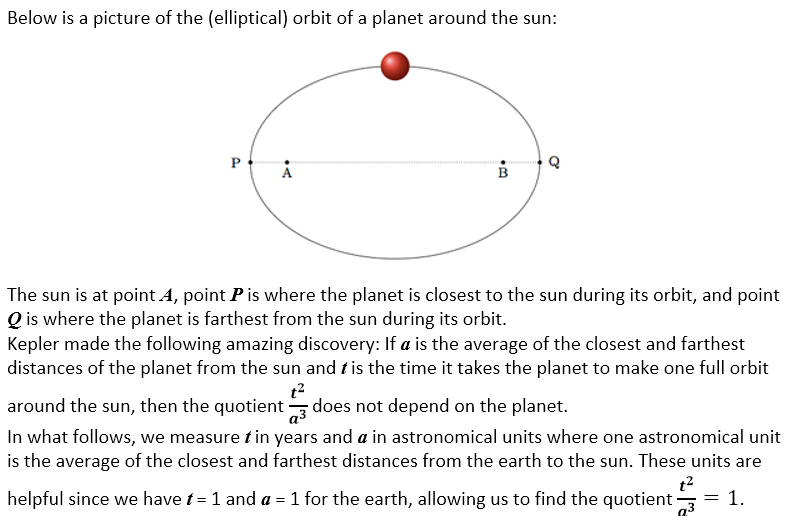 Below is a picture of the (elliptical) orbit of a planet around the sun:
P
A
B
Q
The sun is at point A, point P is where the planet is closest to the sun during its orbit, and point
Q is where the planet is farthest from the sun during its orbit.
Kepler made the following amazing discovery: If a is the average of the closest and farthest
distances of the planet from the sun and t is the time it takes the planet to make one full orbit
around the sun, then the quotient t²/a³ does not depend on the planet.
In what follows, we measure t in years and a in astronomical units where one astronomical unit
is the average of the closest and farthest distances from the earth to the sun. These units are
helpful since we have t = 1 and a = 1 for the earth, allowing us to find the quotient t²/a³ = 1.